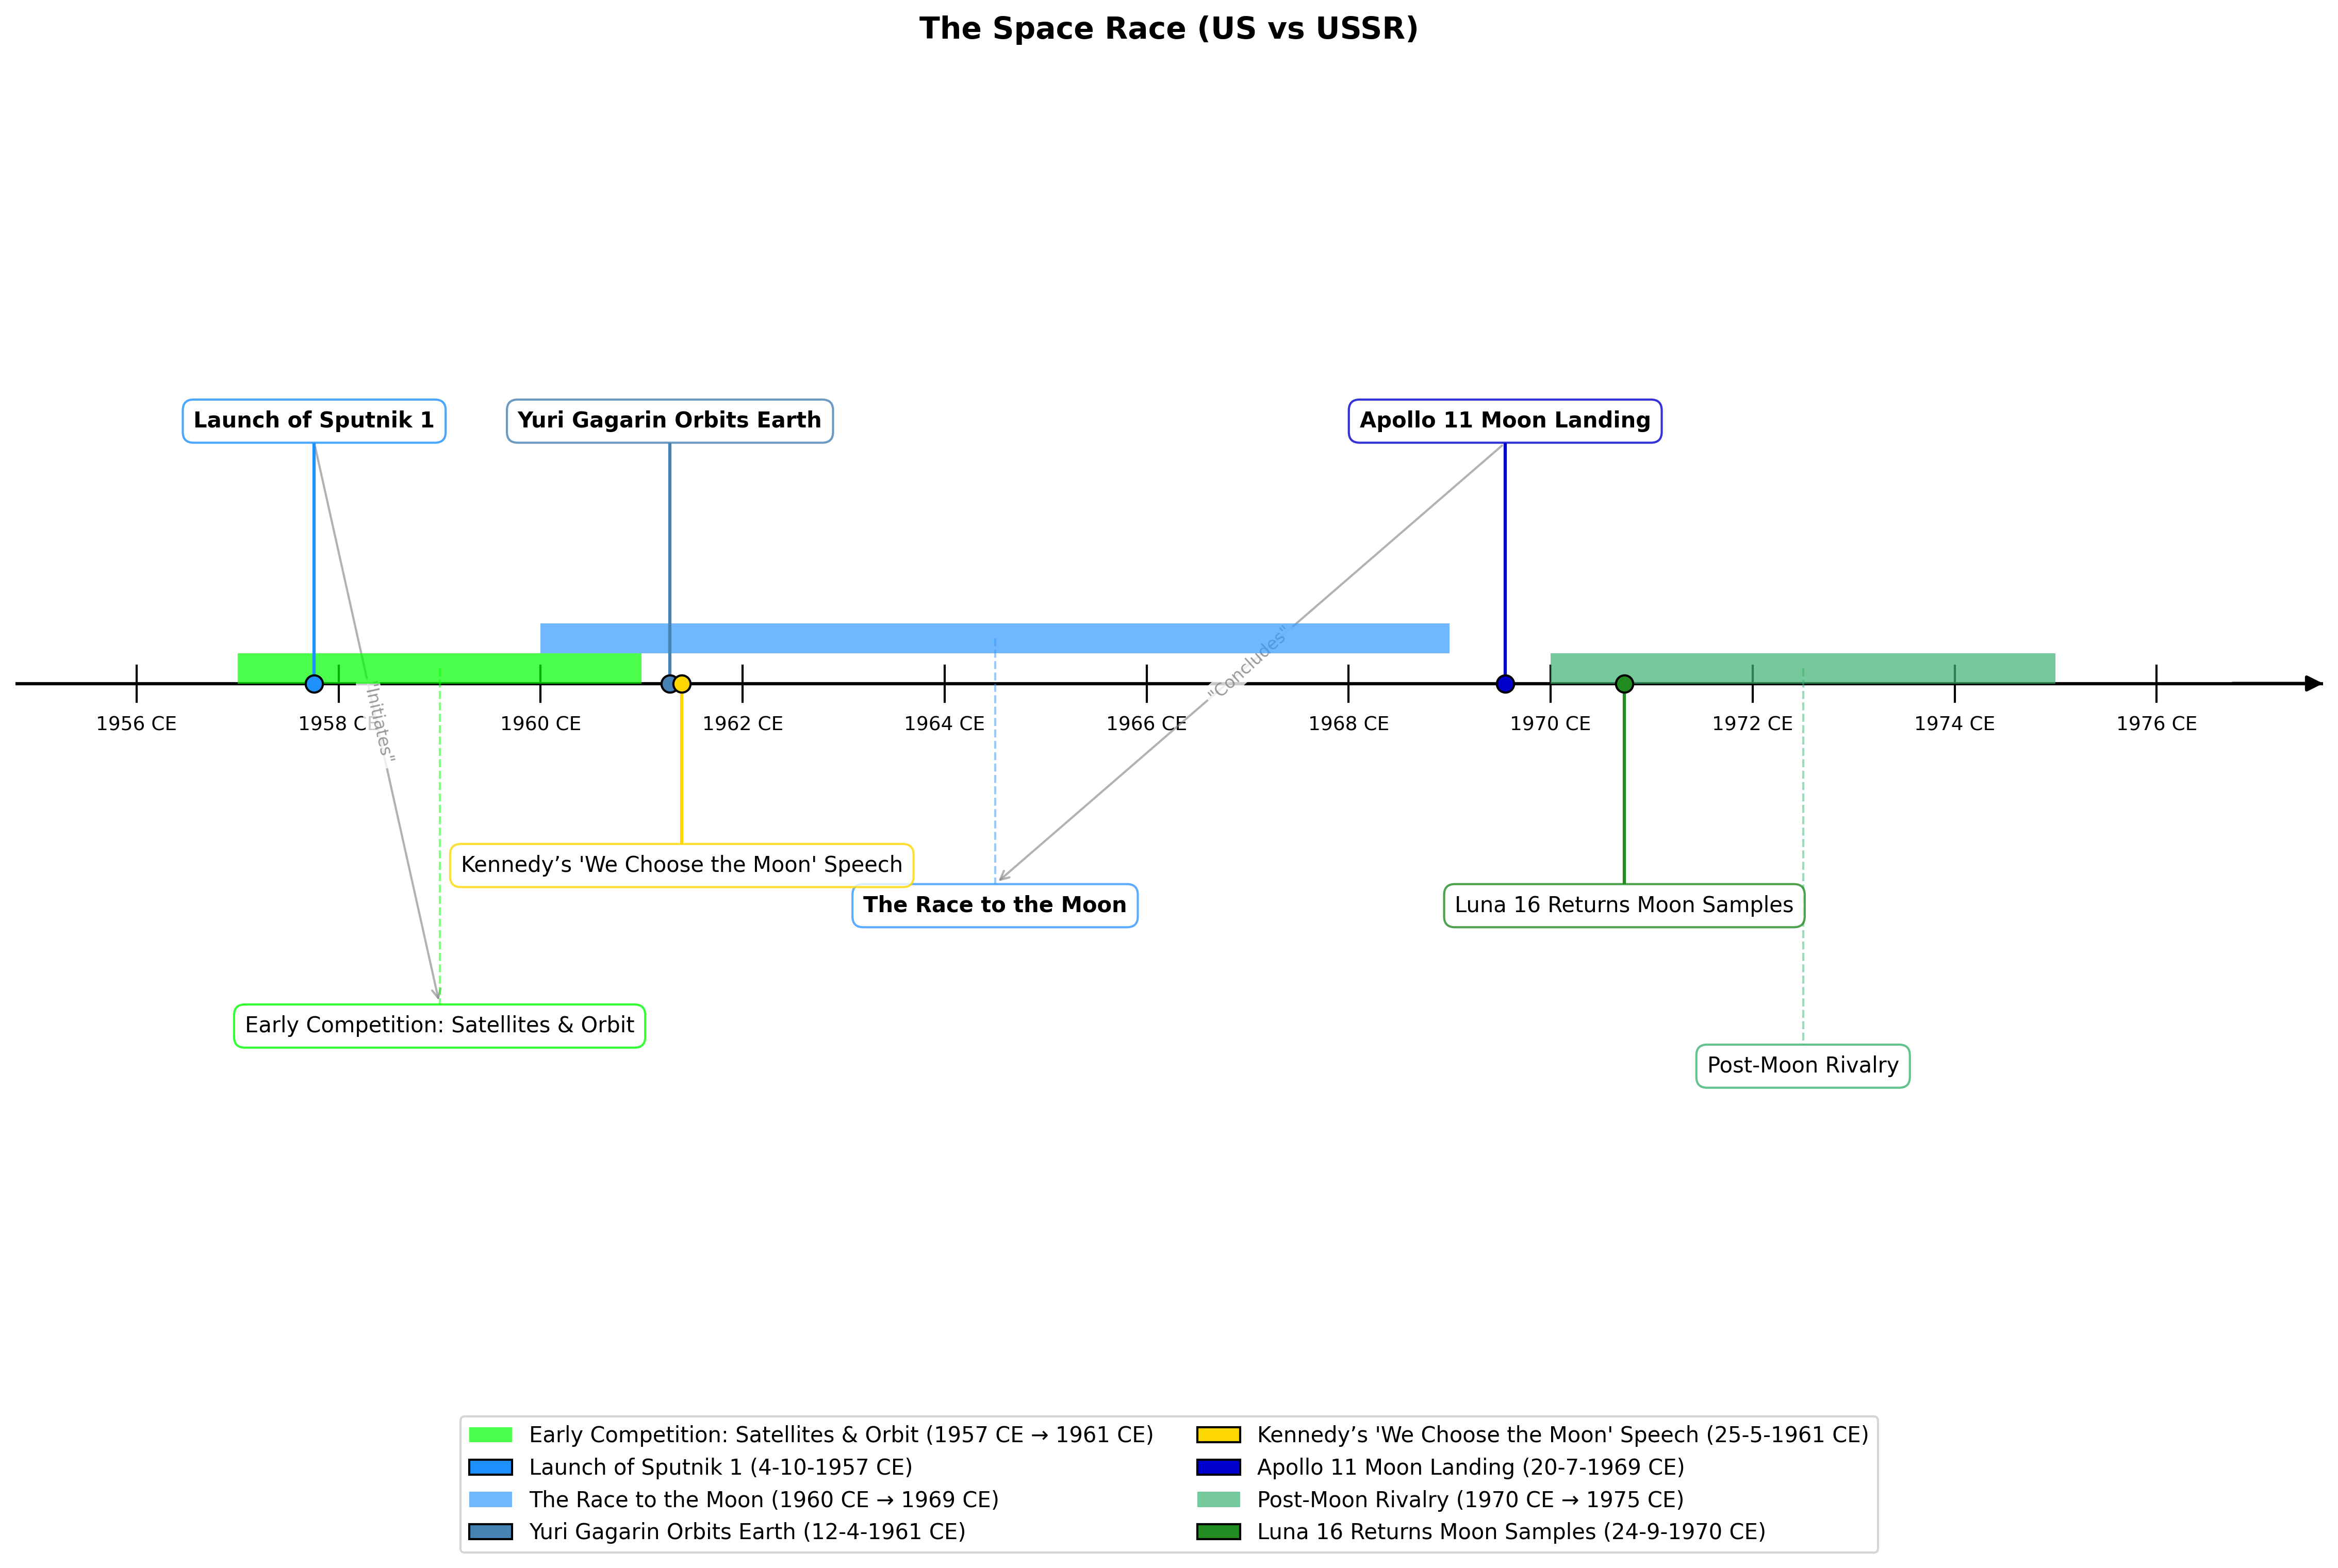 The Space Race (US vs USSR)
Launch of Sputnik 1
Yuri Gagarin Orbits Earth
Apollo 11 Moon Landing
"Initiates"
"Concludes"
1956 CE
1958 CE
1960 CE
1962 CE
1964 CE
1966 CE
1968 CE
1970 CE
1972 CE
1974 CE
1976 CE
Kennedy’s 'We Choose the Moon' Speech
The Race to the Moon
Luna 16 Returns Moon Samples
Early Competition: Satellites & Orbit
Post-Moon Rivalry
Early Competition: Satellites & Orbit (1957 CE → 1961 CE)
Launch of Sputnik 1 (4-10-1957 CE)
The Race to the Moon (1960 CE → 1969 CE)
Yuri Gagarin Orbits Earth (12-4-1961 CE)
Kennedy’s 'We Choose the Moon' Speech (25-5-1961 CE)
Apollo 11 Moon Landing (20-7-1969 CE)
Post-Moon Rivalry (1970 CE → 1975 CE)
Luna 16 Returns Moon Samples (24-9-1970 CE)